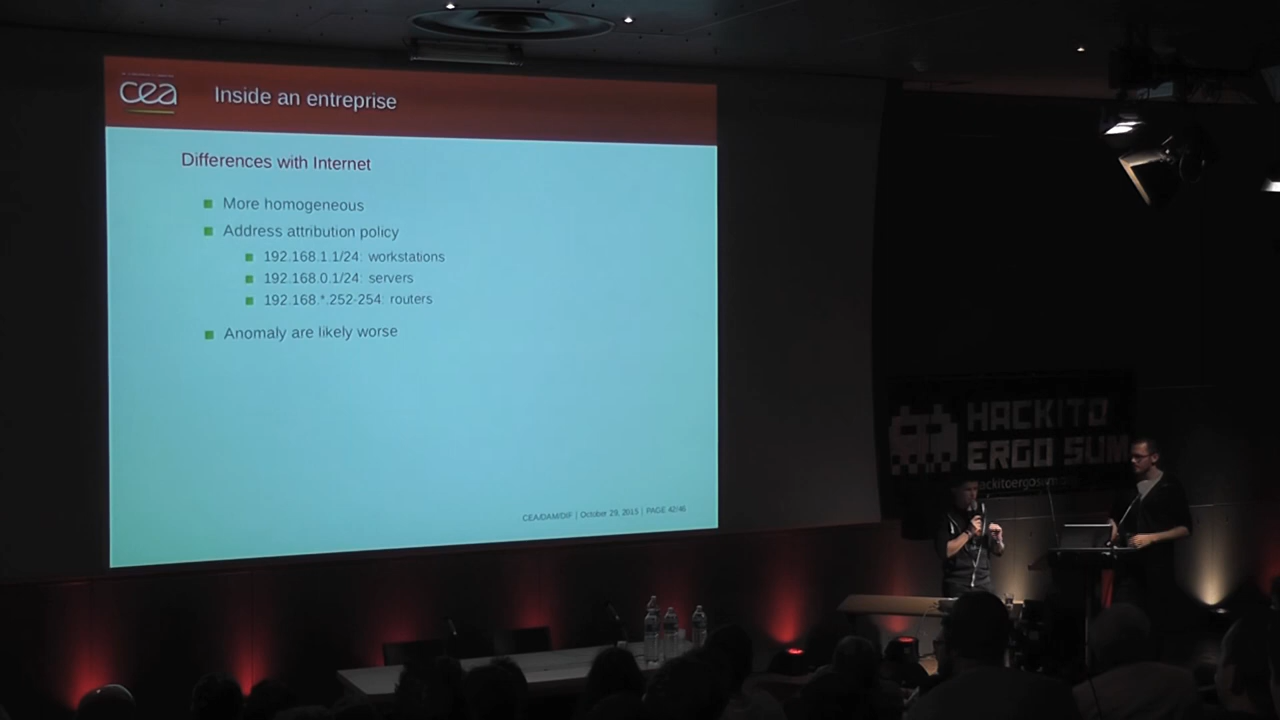 cea
Inside an entreprise
Differences with Internet
More homogeneous
Address attribution policy
192.168.1.1/24: workstations
192.168.0.1/24: servers
192.168.*.252-254: routers
Anomaly are likely worse
CEA/DAM/DIF | October 29, 2015 | PAGE 42/46
HACKITO
ERGO SUM